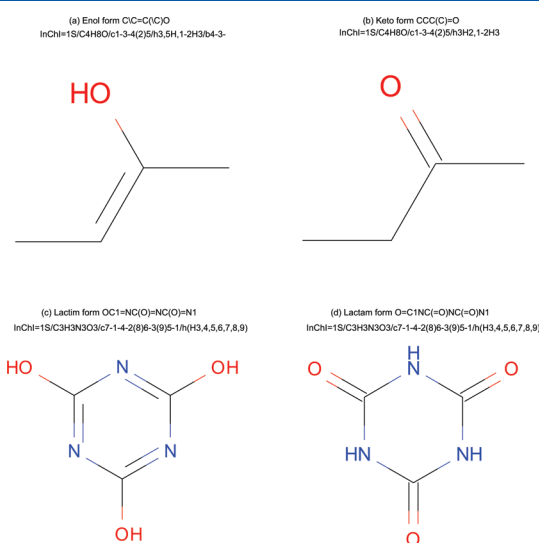 (a) Enol form C\C=C(\C)O
InChI=1S/C4H8O/c1-3-4(2)5/h3,5H,1-2H3/b4-3-
(b) Keto form CCC(C)=O
InChI=1S/C4H8O/c1-3-4(2)5/h3H2,1-2H3
HO
O
(c) Lactim form OC1=NC(O)=NC(O)=N1
InChI=1S/C3H3N3O3/c7-1-4-2(8)6-3(9)5-1/h(H3,4,5,6,7,8,9)
(d) Lactam form O=C1NC(=O)NC(=O)N1
InChI=1S/C3H3N3O3/c7-1-4-2(8)6-3(9)5-1/h(H3,4,5,6,7,8,9)
HO
N
OH
N
N
OH
H
N
O
O
HN
NH
O